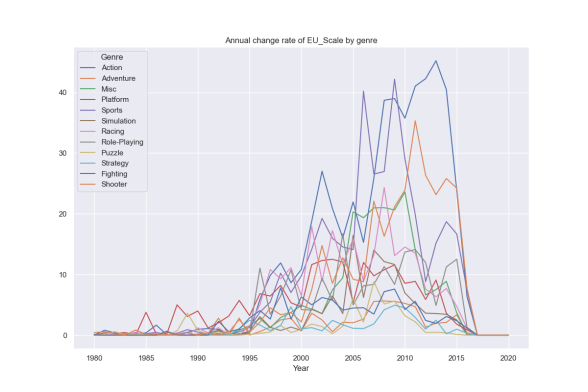 Annual change rate of EU_Scale by genre
Genre
Action
Adventure
Misc
Platform
Sports
Simulation
Racing
Role-Playing
Puzzle
Strategy
Fighting
Shooter
40
30
20
10
0
1980 1985 1990 1995 2000 2005 2010 2015 2020
Year